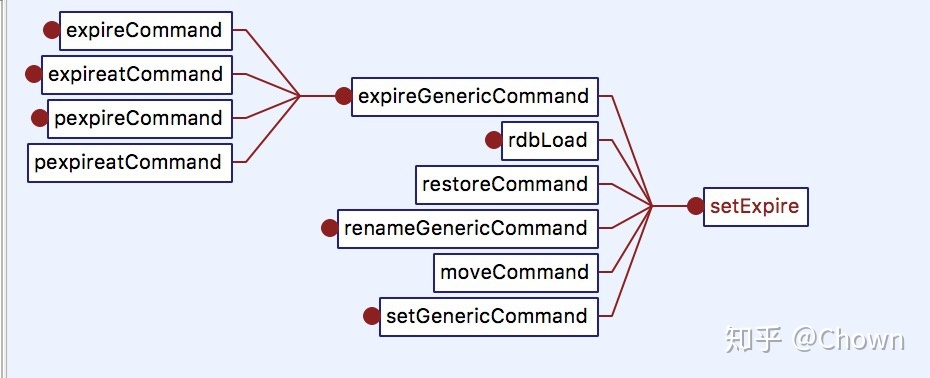 expireCommand
expireatCommand
pexpireCommand
pexpireatCommand
expireGenericCommand
rdbLoad
restoreCommand
renameGenericCommand
moveCommand
setGenericCommand
setExpire
知乎 @Chown